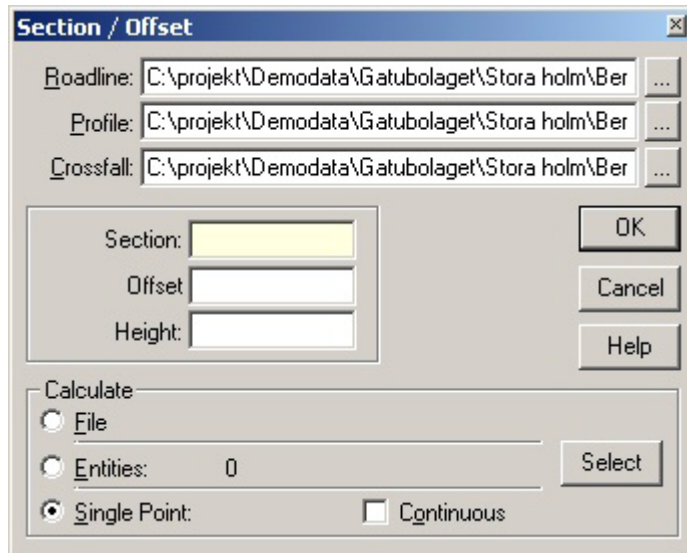 Section / Offset
Roadline: C:\projekt\Demodata\Gatubolaget\Stora holm\Ber ...
Profile: C:\projekt\Demodata\Gatubolaget\Stora holm\Ber ...
Crossfall: C:\projekt\Demodata\Gatubolaget\Stora holm\Ber ...
Section:
OK
Offset
Cancel
Height:
Help
Calculate
File
Entities: 0
Select
Single Point: Continuous